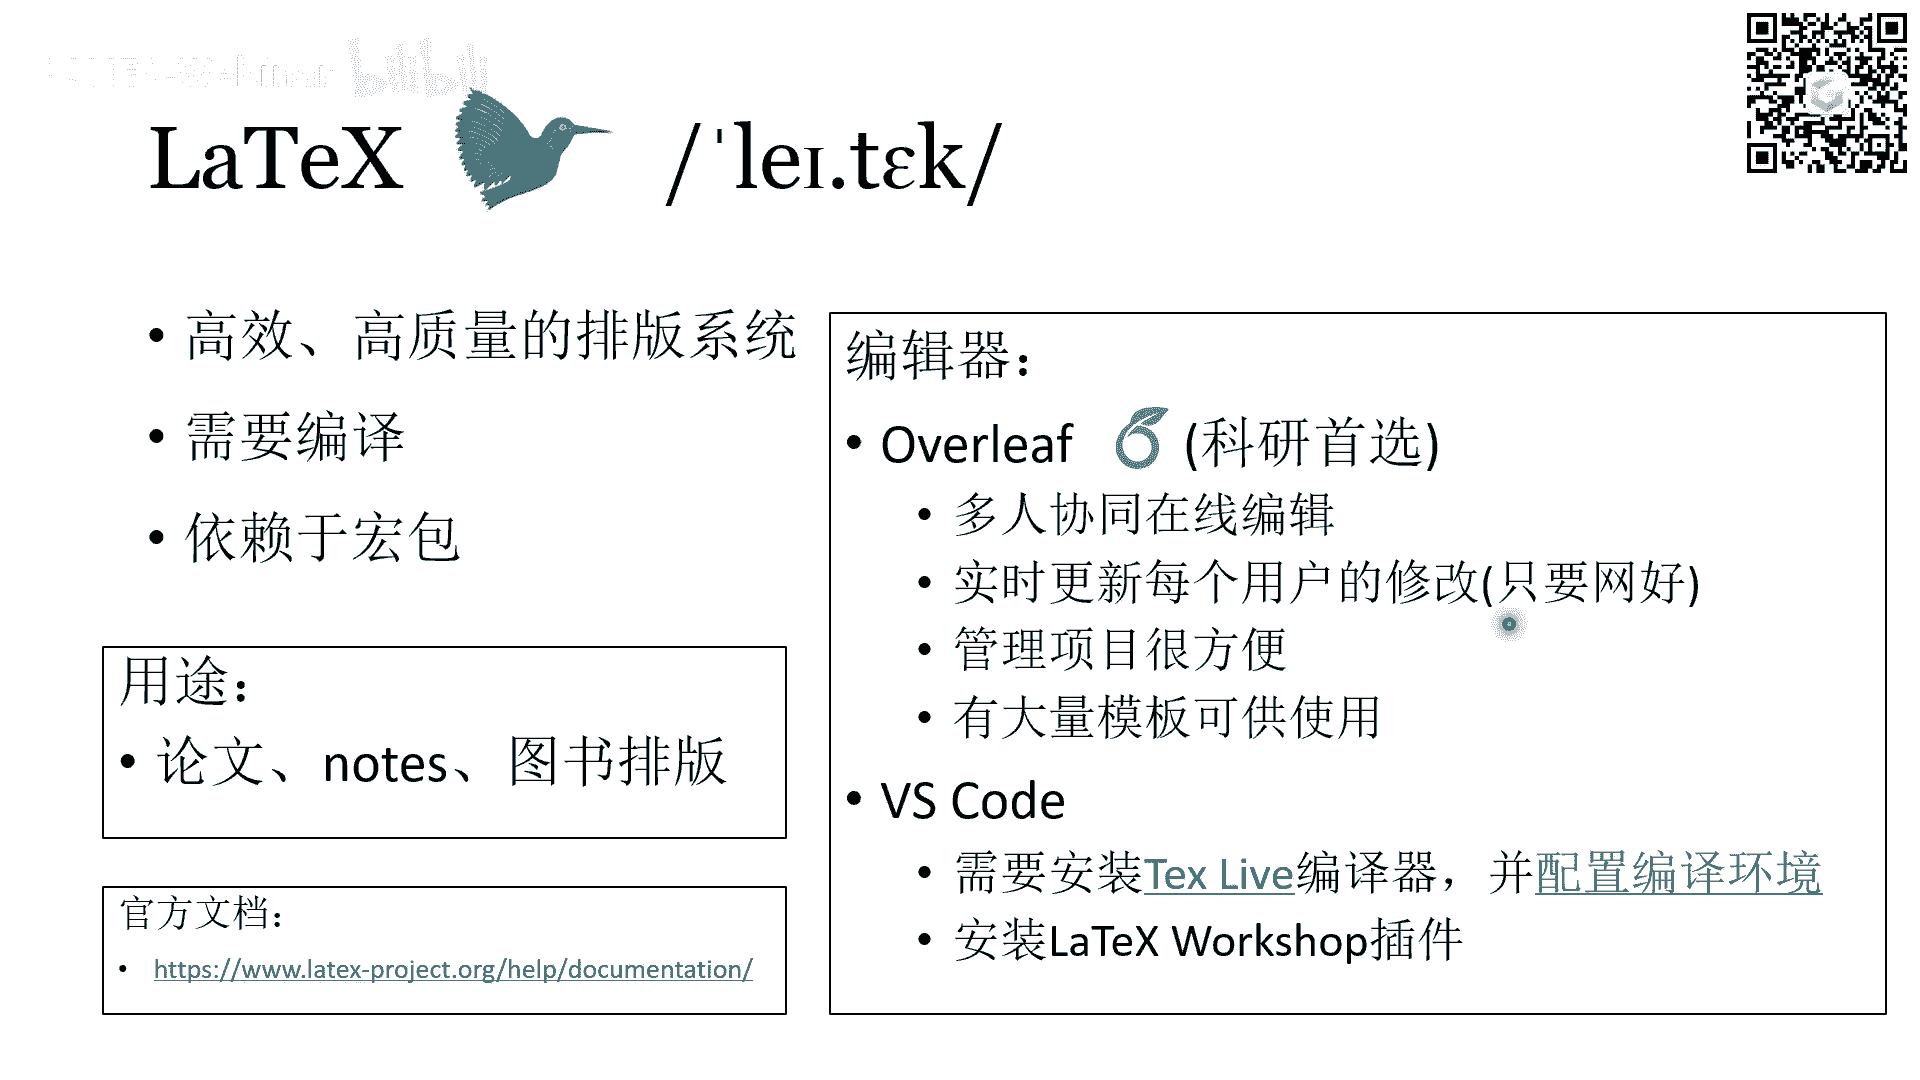 bilibili
LaTeX /ˈleɪ.tɛk/
• 高效、高质量的排版系统
• 需要编译
• 依赖于宏包
用途：
• 论文、notes、图书排版
官方文档：
• https://www.latex-project.org/help/documentation/
编辑器：
• Overleaf (科研首选)
• 多人协同在线编辑
• 实时更新每个用户的修改(只要网好)
• 管理项目很方便
• 有大量模板可供使用
• VS Code
• 需要安装Tex Live编译器，并配置编译环境
• 安装LaTeX Workshop插件